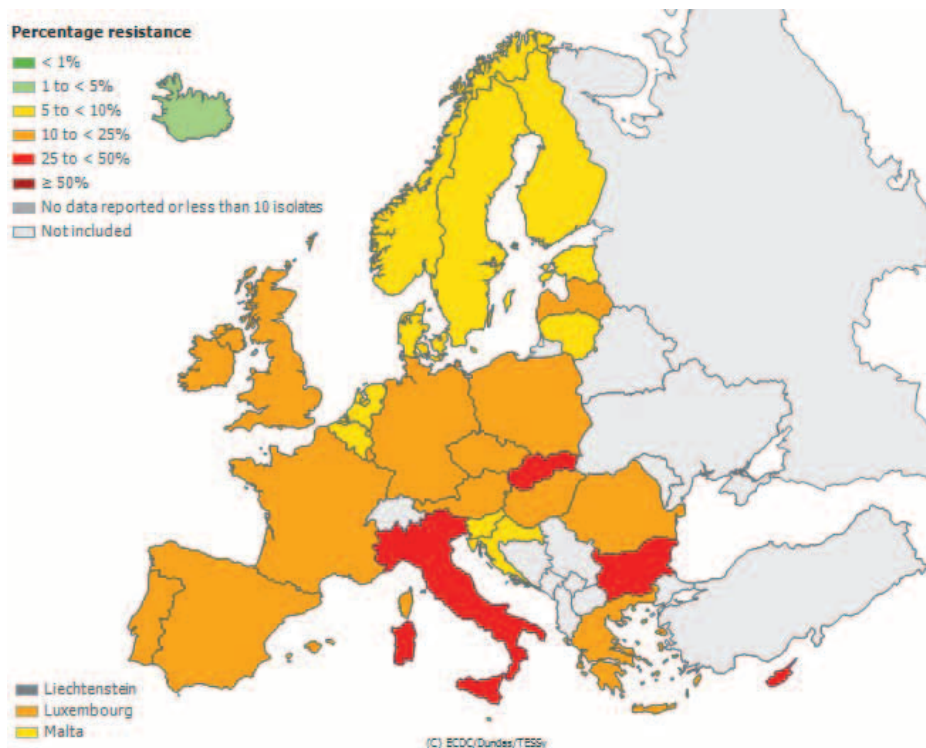 Percentage resistance
< 1%
1 to < 5%
5 to < 10%
10 to < 25%
25 to < 50%
≥ 50%
No data reported or less than 10 isolates
Not included
Liechtenstein
Luxembourg
Malta
(C) ECDC/Dundas/TESSy